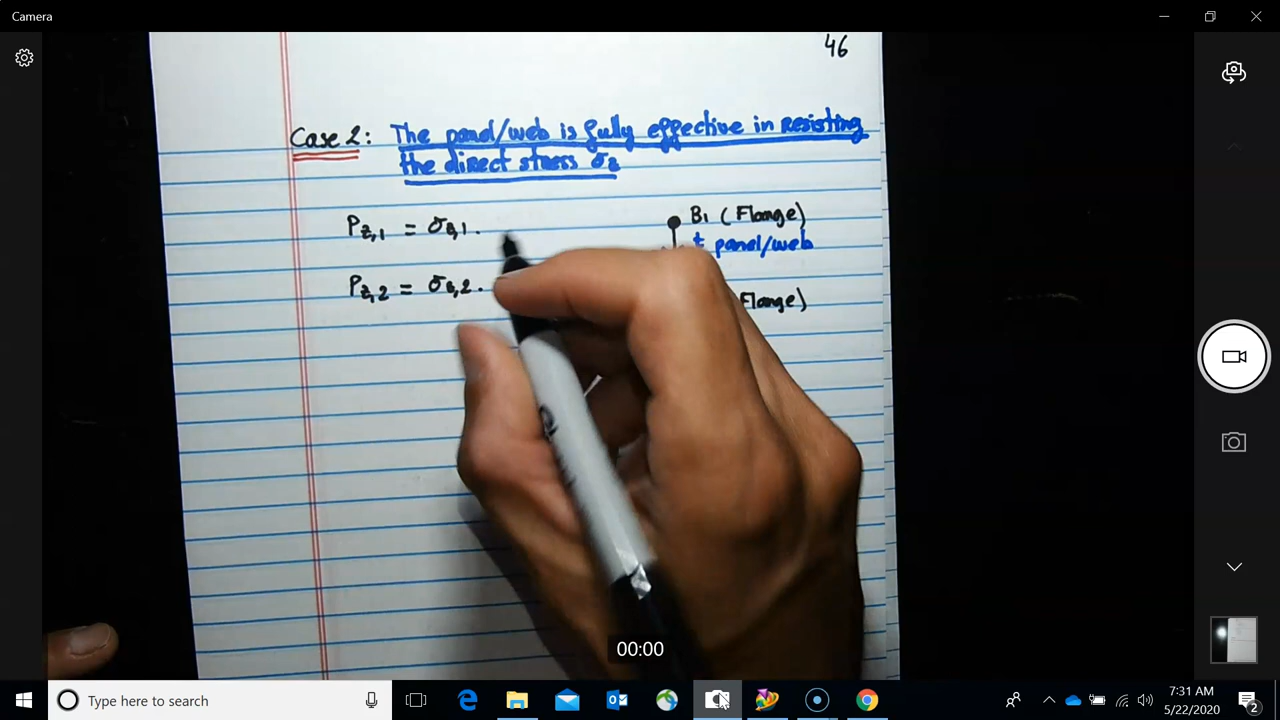 Camera
46
Case 2: The panel/web is fully effective in resisting
the direct stress σz
Pz,1 = σz,1.
B1 (Flange)
t panel/web
Pz,2 = σz,2.
Flange)
00:00
Type here to search
7:31 AM
5/22/2020
2